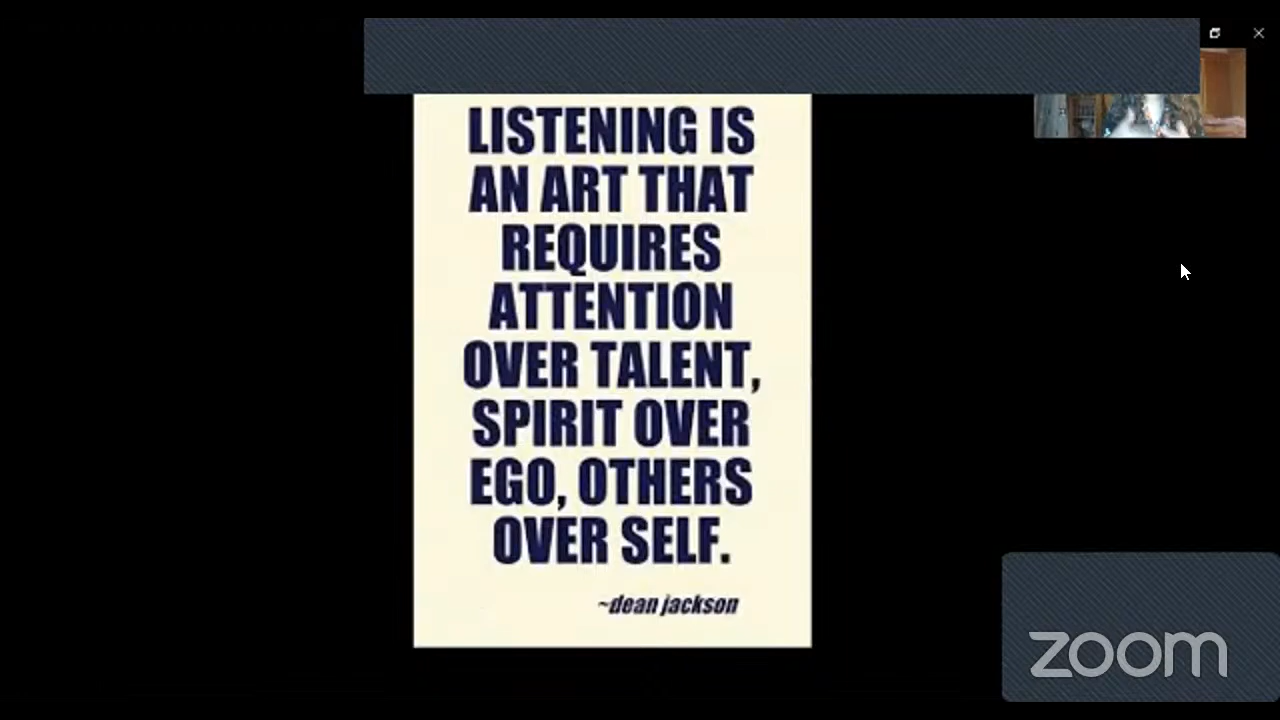 LISTENING IS
AN ART THAT
REQUIRES
ATTENTION
OVER TALENT,
SPIRIT OVER
EGO, OTHERS
OVER SELF.
~dean jackson
zoom